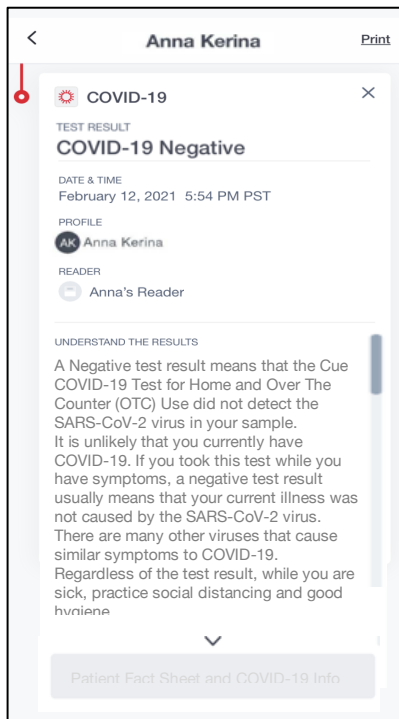 Anna Kerina
Print
COVID-19
TEST RESULT
COVID-19 Negative
DATE & TIME
February 12, 2021 5:54 PM PST
PROFILE
AK Anna Kerina
READER
Anna's Reader
UNDERSTAND THE RESULTS
A Negative test result means that the Cue
COVID-19 Test for Home and Over The
Counter (OTC) Use did not detect the
SARS-CoV-2 virus in your sample.
It is unlikely that you currently have
COVID-19. If you took this test while you
have symptoms, a negative test result
usually means that your current illness was
not caused by the SARS-CoV-2 virus.
There are many other viruses that cause
similar symptoms to COVID-19.
Regardless of the test result, while you are
sick, practice social distancing and good
hygiene
Patient Fact Sheet and COVID-19 Info